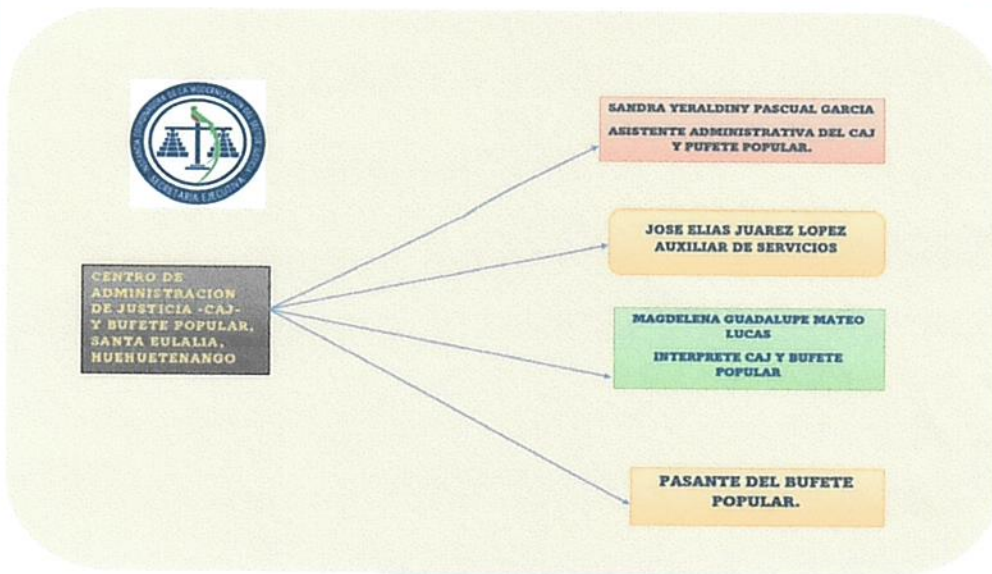 SECRETARIA EJECUTIVA
CENTRO DE
ADMINISTRACION
DE JUSTICIA -CAJ-
Y BUFETE POPULAR,
SANTA EULALIA,
HUEHUETENANGO
SANDRA YERALDINY PASCUAL GARCIA
ASISTENTE ADMINISTRATIVA DEL CAJ
Y PUFETE POPULAR.
JOSE ELIAS JUAREZ LOPEZ
AUXILIAR DE SERVICIOS
MAGDELENA GUADALUPE MATEO
LUCAS
INTERPRETE CAJ Y BUFETE
POPULAR
PASANTE DEL BUFETE
POPULAR.